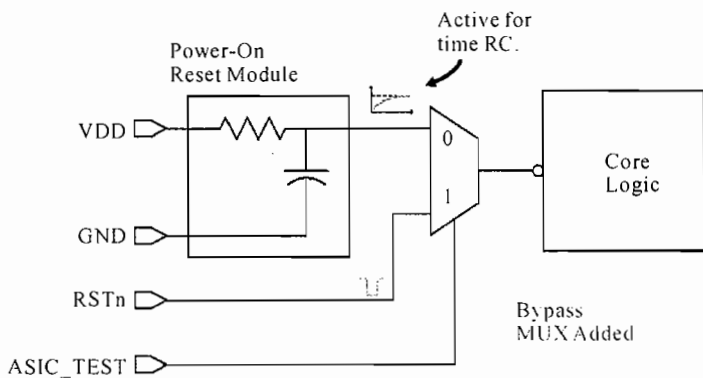 Active for
time RC.
Power-On
Reset Module
VDD
0
Core
Logic
1
GND
RSTn
Bypass
MUX Added
ASIC_TEST